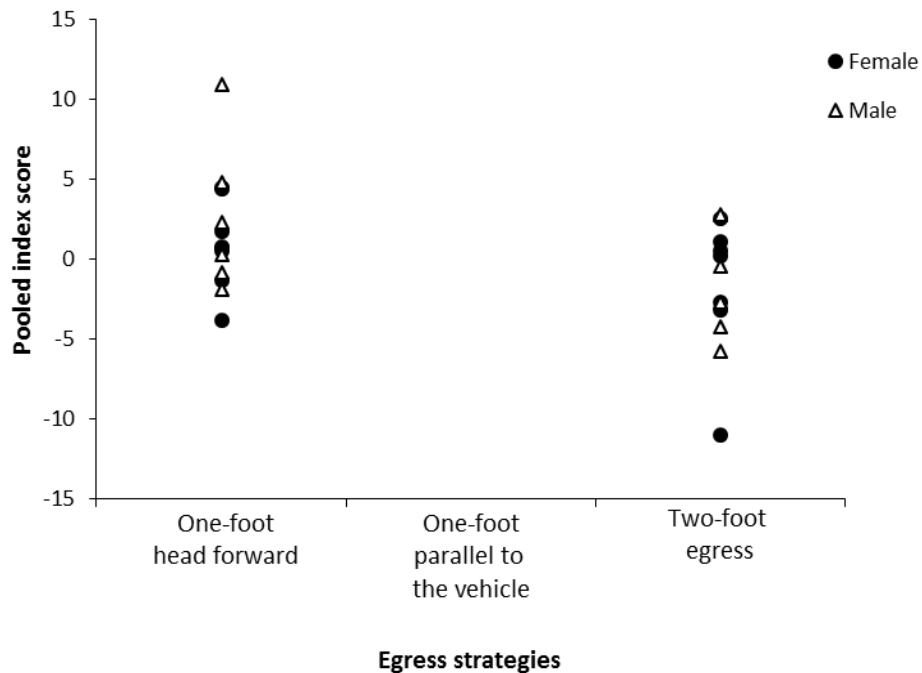 15
10
5
0
-5
-10
-15
Pooled index score
Female
Male
One-foot
head forward
One-foot
parallel to
the vehicle
Two-foot
egress
Egress strategies